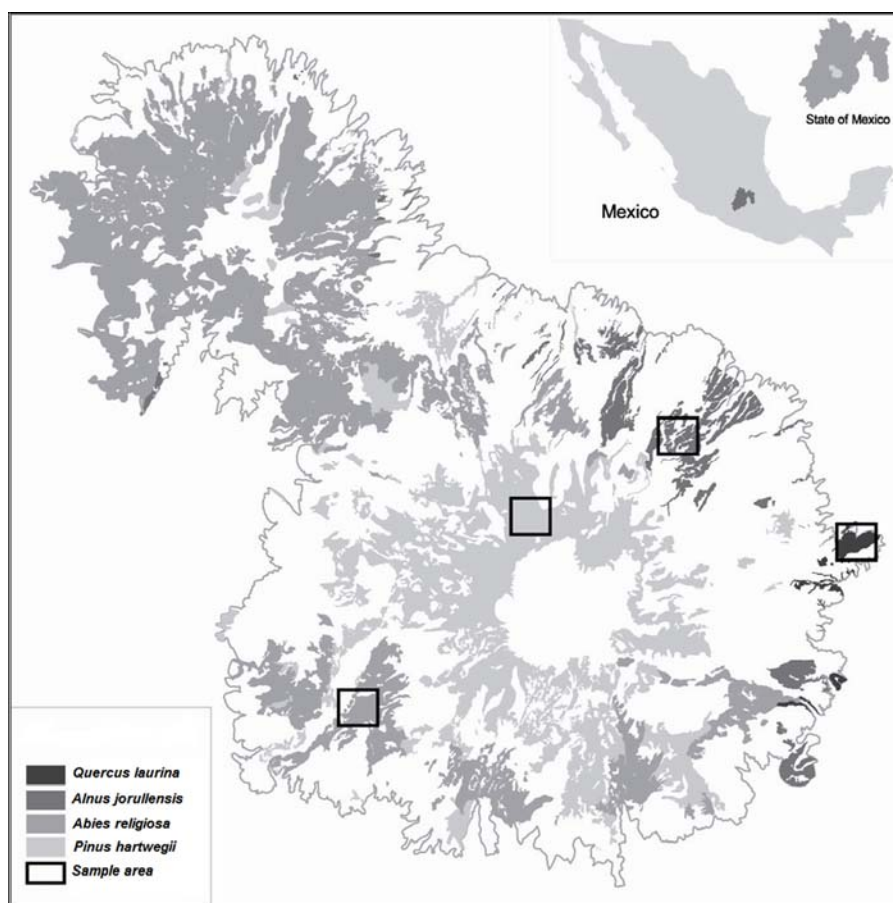 State of Mexico
Mexico
Quercus laurina
Alnus jorullensis
Abies religiosa
Pinus hartwegii
Sample area